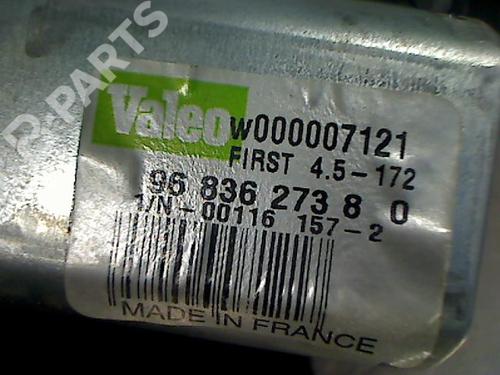 B-PARTS
Valeo
W000007121
FIRST 4.5-172
96 836 273 8 0
1/N-00116 157-2
MADE IN FRANCE